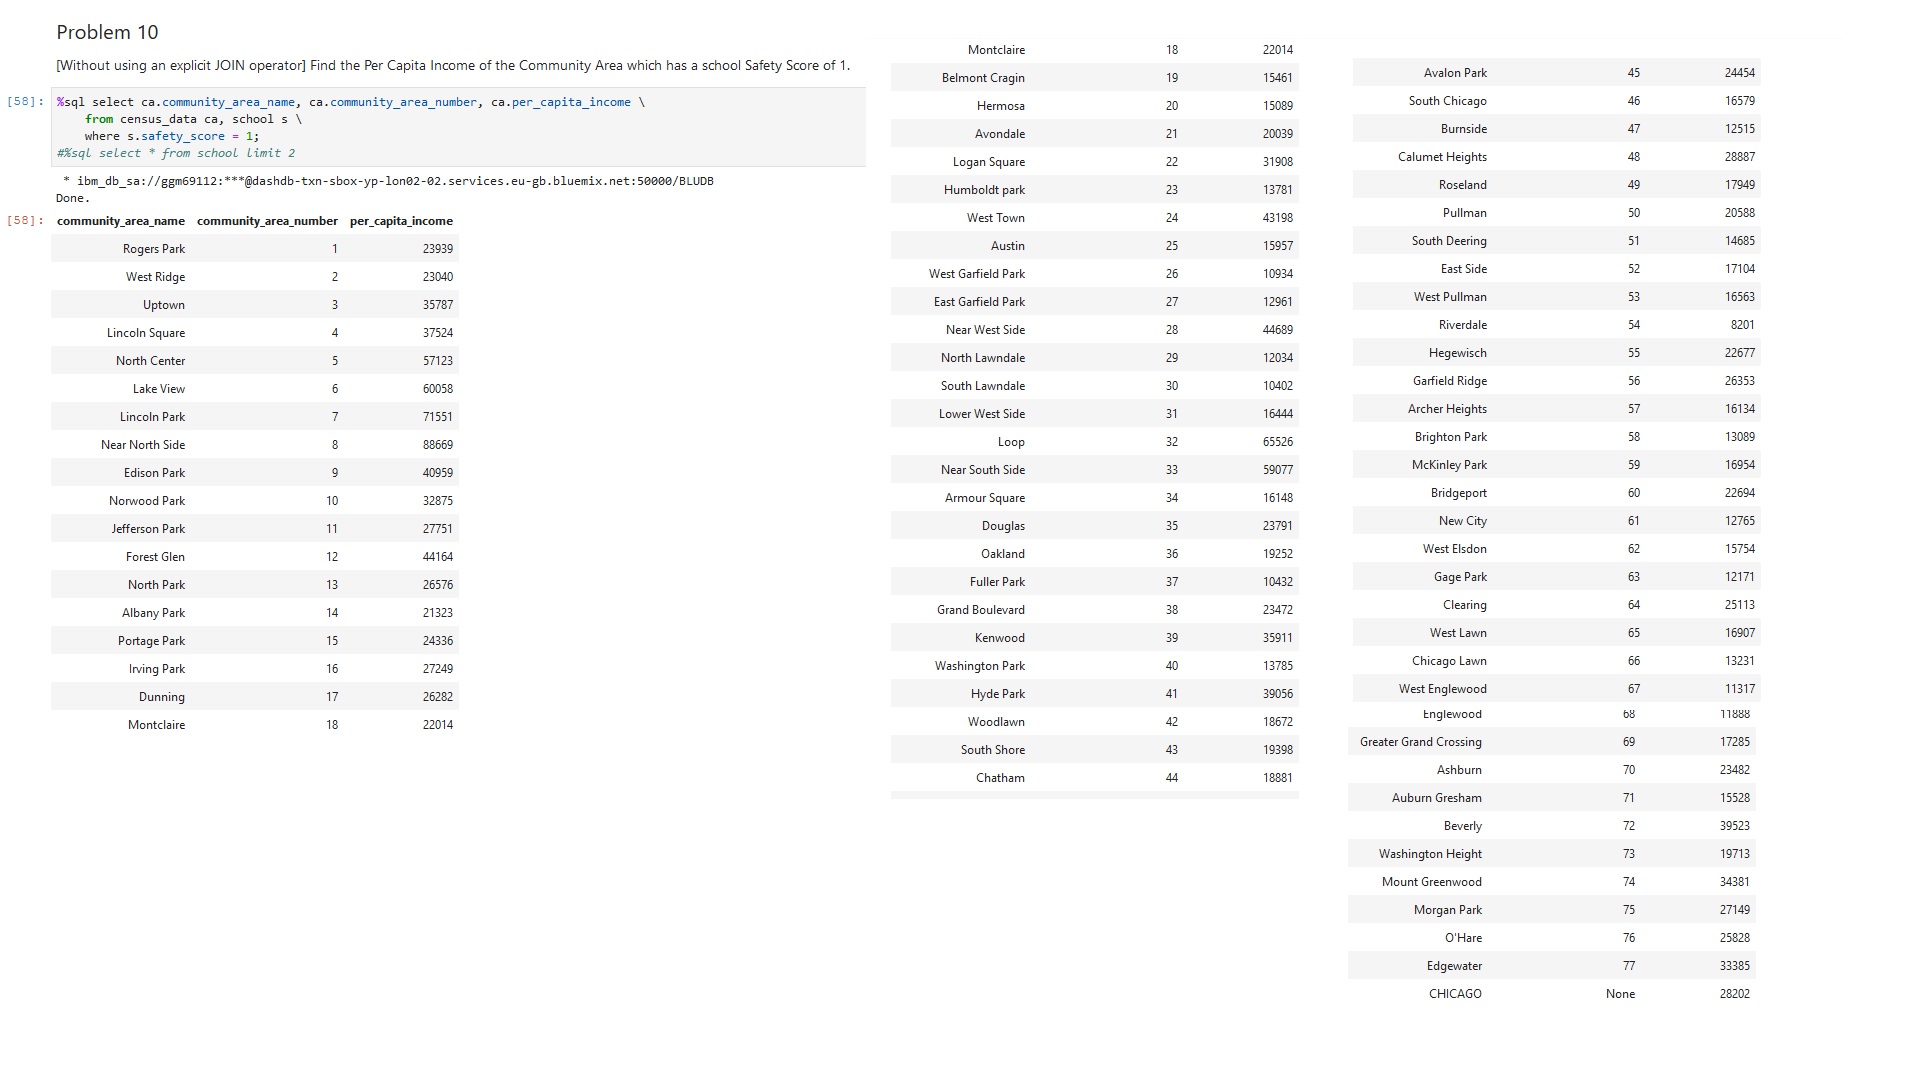 Problem 10
[Without using an explicit JOIN operator] Find the Per Capita Income of the Community Area which has a school Safety Score of 1.
[58]: %sql select ca.community_area_name, ca.community_area_number, ca.per_capita_income \
from census_data ca, school s \
where s.safety_score = 1;
#%sql select * from school limit 2
* ibm_db_sa://ggm69112:***@dashdb-txn-sbox-yp-lon02-02.services.eu-gb.bluemix.net:50000/BLUDB
Done.
[58]: community_area_name community_area_number per_capita_income
Rogers Park 1 23939
West Ridge 2 23040
Uptown 3 35787
Lincoln Square 4 37524
North Center 5 57123
Lake View 6 60058
Lincoln Park 7 71551
Near North Side 8 88669
Edison Park 9 40959
Norwood Park 10 32875
Jefferson Park 11 27751
Forest Glen 12 44164
North Park 13 26576
Albany Park 14 21323
Portage Park 15 24336
Irving Park 16 27249
Dunning 17 26282
Montclaire 18 22014
Montclaire 18 22014
Belmont Cragin 19 15461
Hermosa 20 15089
Avondale 21 20039
Logan Square 22 31908
Humboldt park 23 13781
West Town 24 43198
Austin 25 15957
West Garfield Park 26 10934
East Garfield Park 27 12961
Near West Side 28 44689
North Lawndale 29 12034
South Lawndale 30 10402
Lower West Side 31 16444
Loop 32 65526
Near South Side 33 59077
Armour Square 34 16148
Douglas 35 23791
Oakland 36 19252
Fuller Park 37 10432
Grand Boulevard 38 23472
Kenwood 39 35911
Washington Park 40 13785
Hyde Park 41 39056
Woodlawn 42 18672
South Shore 43 19398
Chatham 44 18881
Avalon Park 45 24454
South Chicago 46 16579
Burnside 47 12515
Calumet Heights 48 28887
Roseland 49 17949
Pullman 50 20588
South Deering 51 14685
East Side 52 17104
West Pullman 53 16563
Riverdale 54 8201
Hegewisch 55 22677
Garfield Ridge 56 26353
Archer Heights 57 16134
Brighton Park 58 13089
McKinley Park 59 16954
Bridgeport 60 22694
New City 61 12765
West Elsdon 62 15754
Gage Park 63 12171
Clearing 64 25113
West Lawn 65 16907
Chicago Lawn 66 13231
West Englewood 67 11317
Englewood 68 11888
Greater Grand Crossing 69 17285
Ashburn 70 23482
Auburn Gresham 71 15528
Beverly 72 39523
Washington Height 73 19713
Mount Greenwood 74 34381
Morgan Park 75 27149
O'Hare 76 25828
Edgewater 77 33385
CHICAGO None 28202